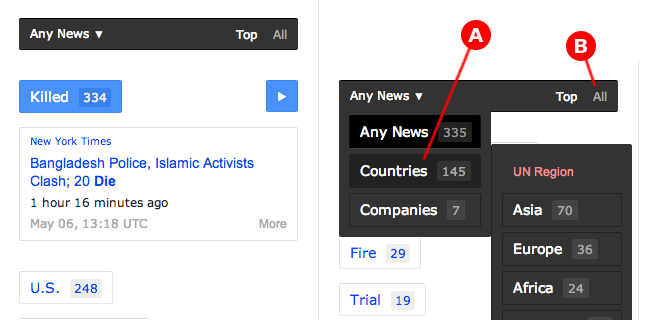 Any News ▼ Top All
Killed 334
New York Times
Bangladesh Police, Islamic Activists
Clash; 20 Die
1 hour 16 minutes ago
May 06, 13:18 UTC More
U.S. 248
A
B
Any News ▼ Top All
Any News 335
Countries 145
Companies 7
Fire 29
Trial 19
UN Region
Asia 70
Europe 36
Africa 24